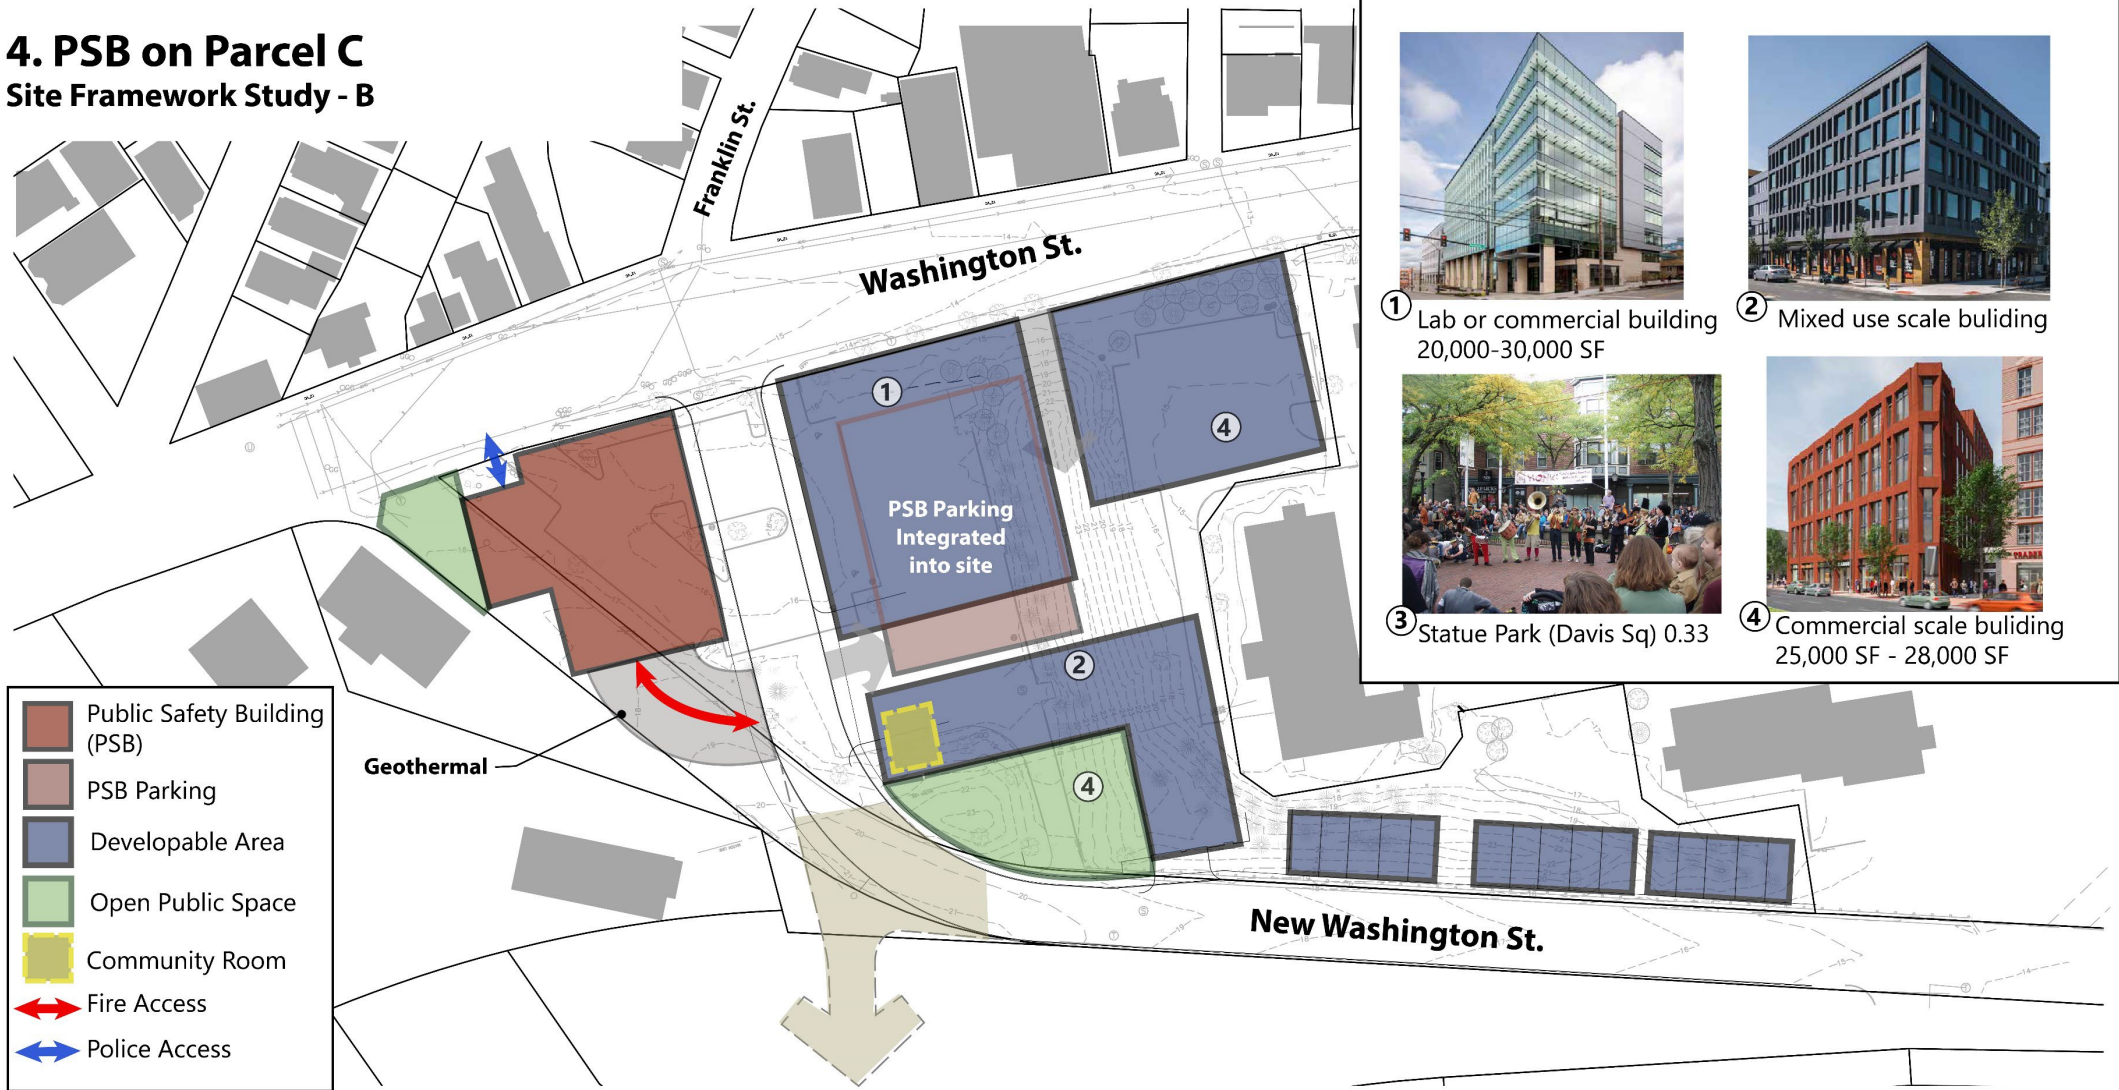 4. PSB on Parcel C
Site Framework Study - B
Franklin St.
Washington St.
1
4
PSB Parking
Integrated
into site
2
4
Geothermal
New Washington St.
Public Safety Building
(PSB)
PSB Parking
Developable Area
Open Public Space
Community Room
Fire Access
Police Access
1 Lab or commercial building
20,000-30,000 SF
2 Mixed use scale buliding
3 Statue Park (Davis Sq) 0.33
4 Commercial scale buliding
25,000 SF - 28,000 SF